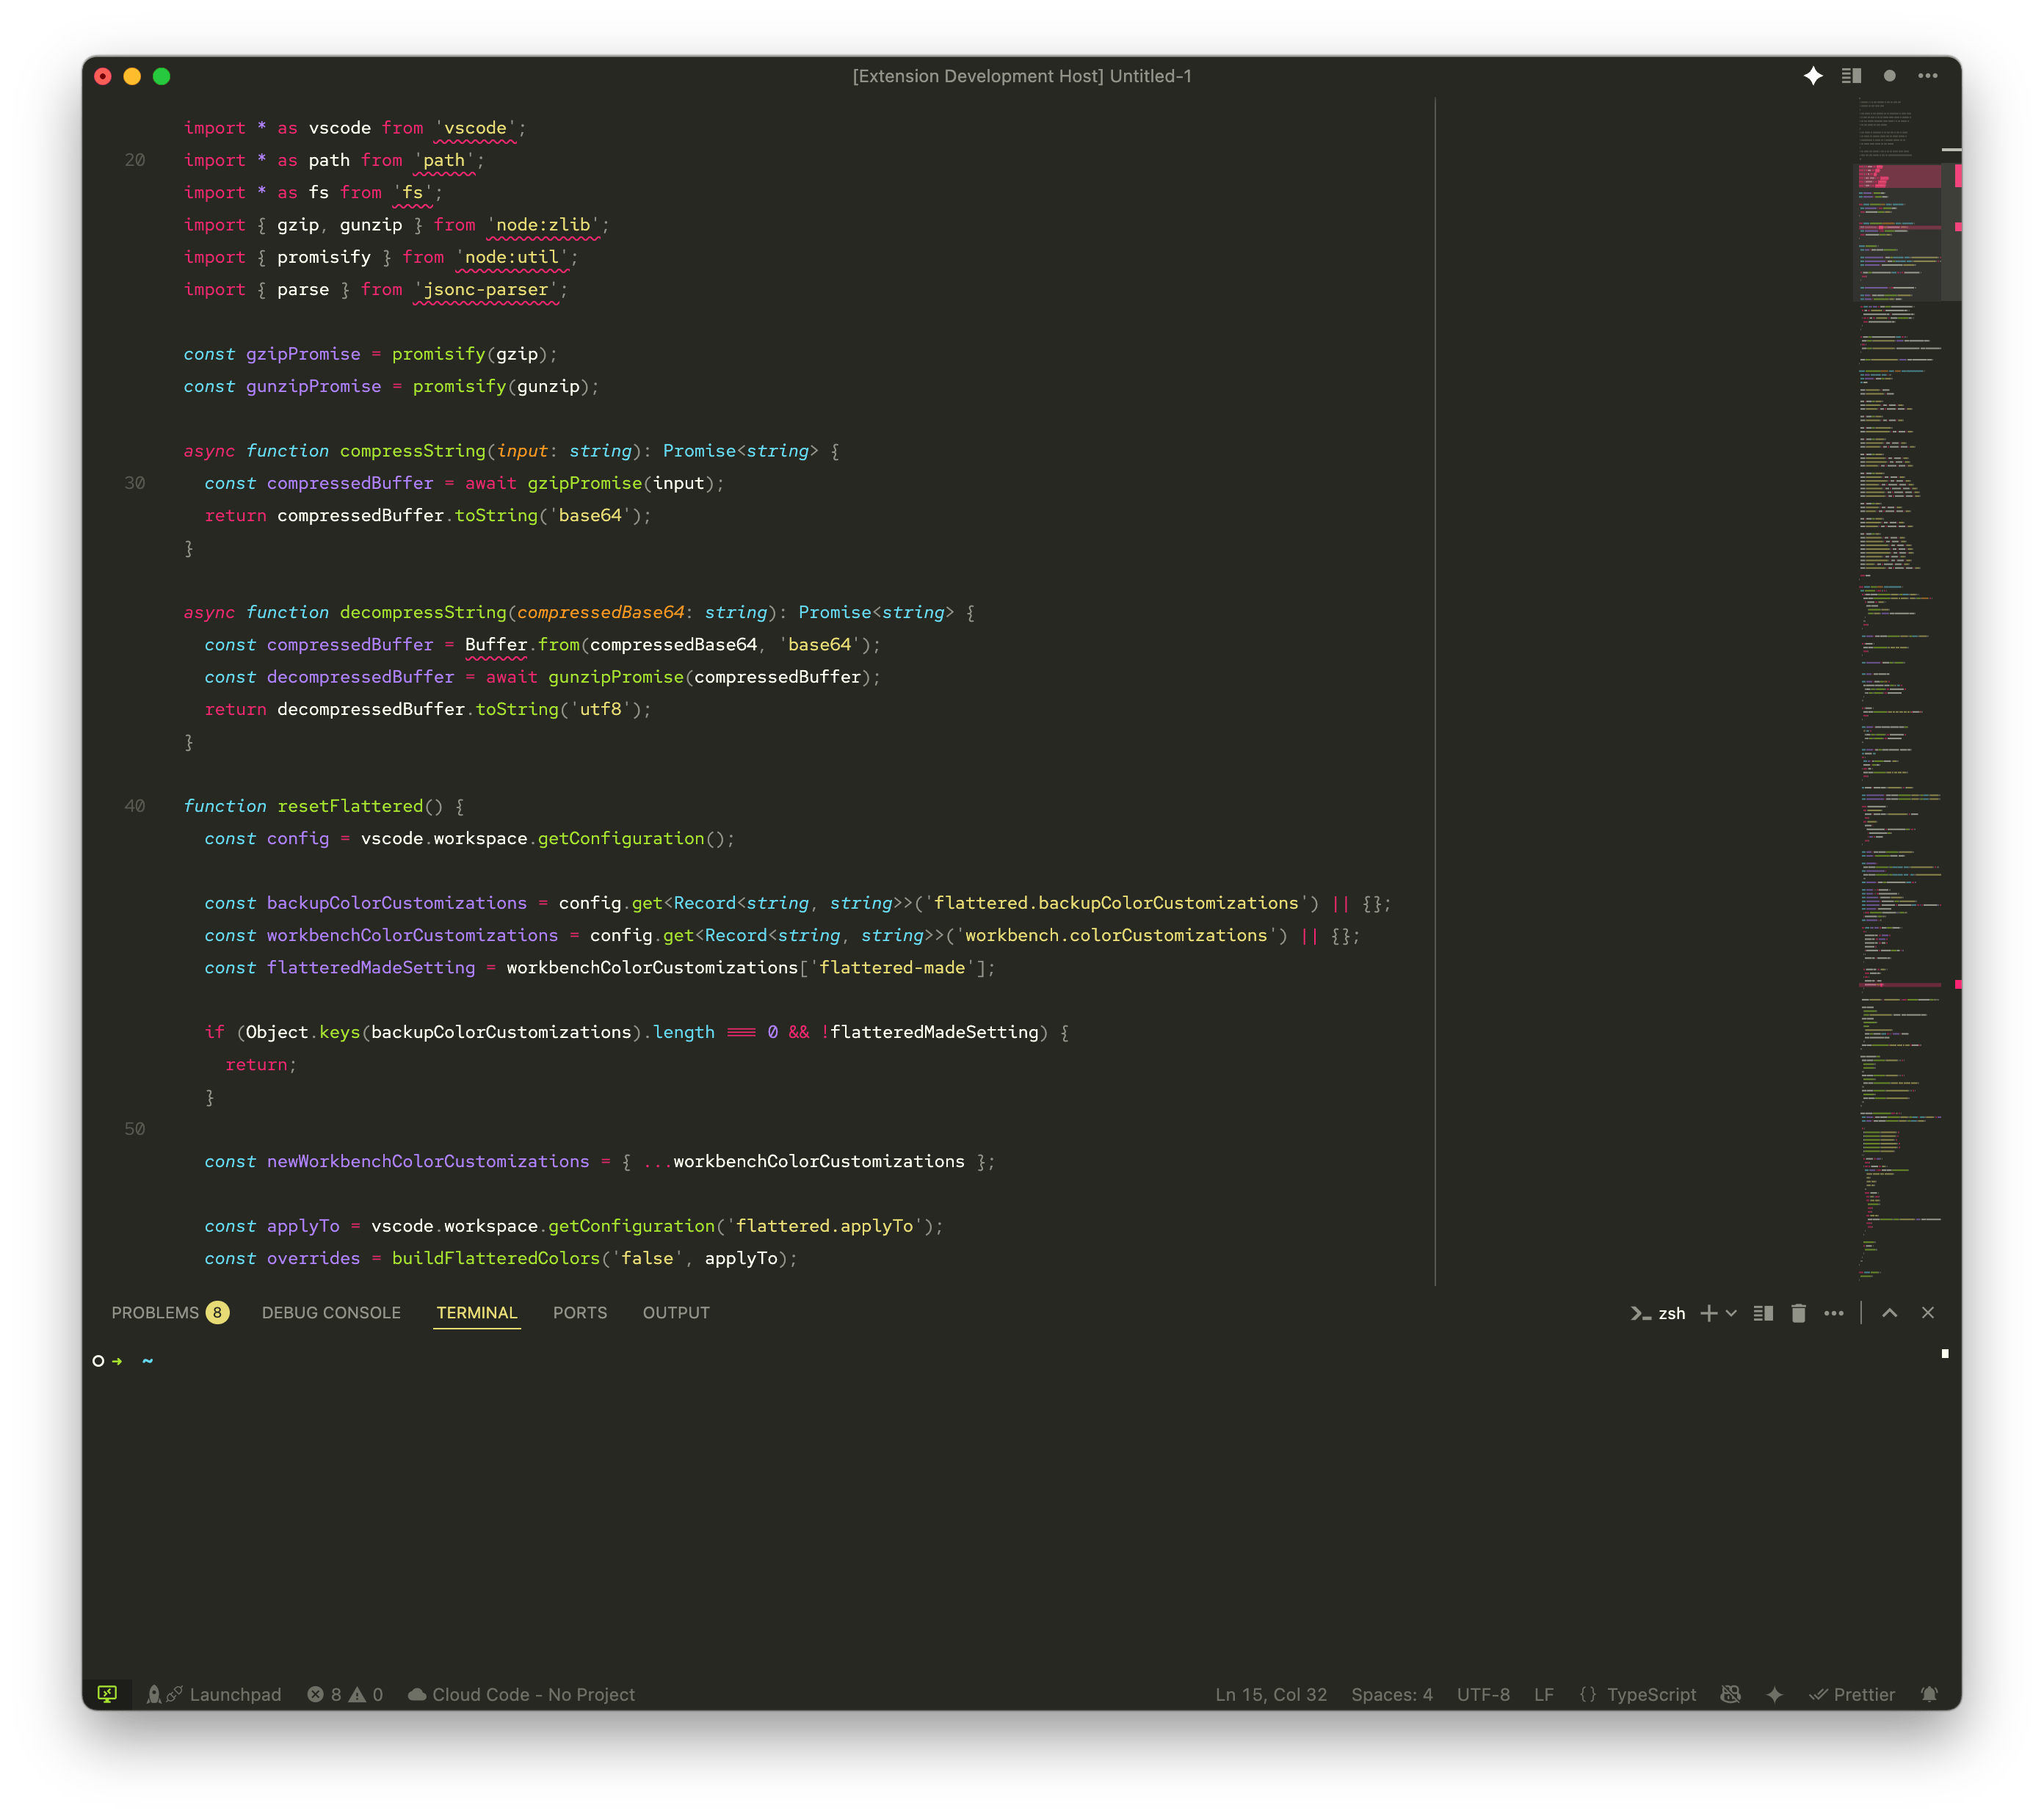 [Extension Development Host] Untitled-1
import * as vscode from 'vscode';
20 import * as path from 'path';
import * as fs from 'fs';
import { gzip, gunzip } from 'node:zlib';
import { promisify } from 'node:util';
import { parse } from 'jsonc-parser';
const gzipPromise = promisify(gzip);
const gunzipPromise = promisify(gunzip);
async function compressString(input: string): Promise<string> {
30 const compressedBuffer = await gzipPromise(input);
return compressedBuffer.toString('base64');
}
async function decompressString(compressedBase64: string): Promise<string> {
const compressedBuffer = Buffer.from(compressedBase64, 'base64');
const decompressedBuffer = await gunzipPromise(compressedBuffer);
return decompressedBuffer.toString('utf8');
}
40 function resetFlattered() {
const config = vscode.workspace.getConfiguration();
const backupColorCustomizations = config.get<Record<string, string>>('flattered.backupColorCustomizations') || {};
const workbenchColorCustomizations = config.get<Record<string, string>>('workbench.colorCustomizations') || {};
const flatteredMadeSetting = workbenchColorCustomizations['flattered-made'];
if (Object.keys(backupColorCustomizations).length === 0 && !flatteredMadeSetting) {
return;
}
50
const newWorkbenchColorCustomizations = { ...workbenchColorCustomizations };
const applyTo = vscode.workspace.getConfiguration('flattered.applyTo');
const overrides = buildFlatteredColors('false', applyTo);
PROBLEMS 8 DEBUG CONSOLE TERMINAL PORTS OUTPUT zsh
~
Launchpad 8 0 Cloud Code - No Project Ln 15, Col 32 Spaces: 4 UTF-8 LF {} TypeScript Prettier